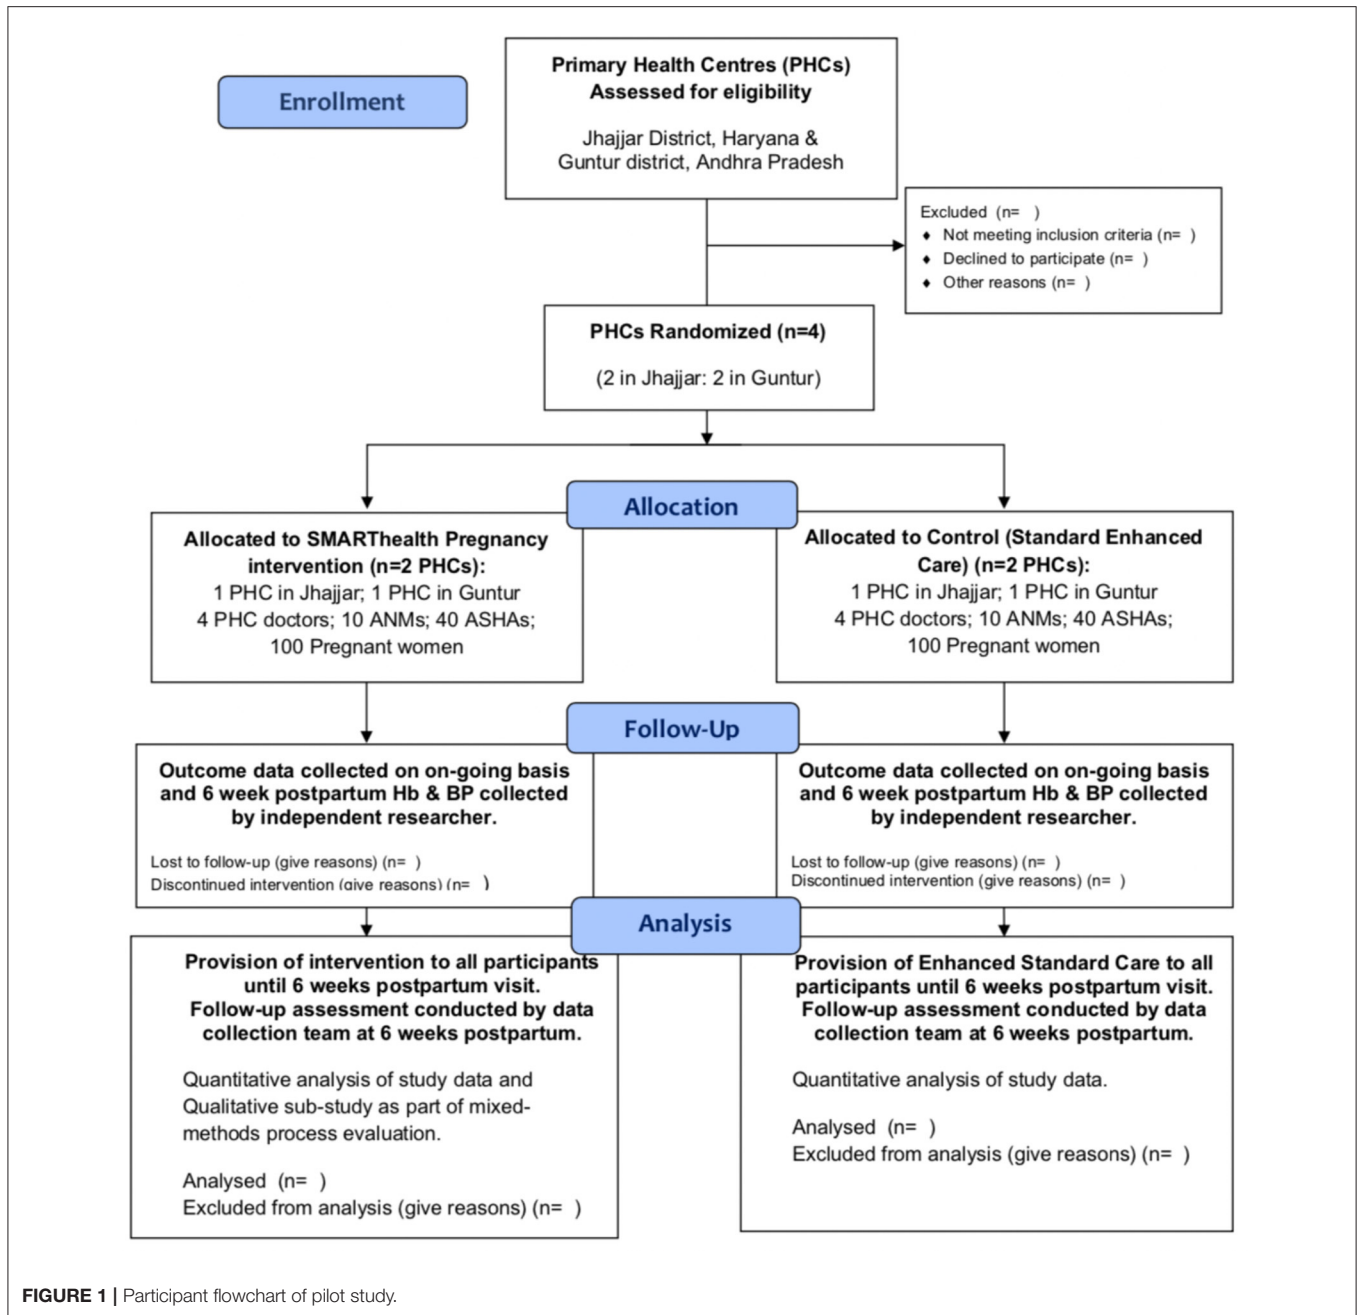 Enrollment
Primary Health Centres (PHCs)
Assessed for eligibility
Jhajjar District, Haryana &
Guntur district, Andhra Pradesh
Excluded (n= )
♦ Not meeting inclusion criteria (n= )
♦ Declined to participate (n= )
♦ Other reasons (n= )
PHCs Randomized (n=4)
(2 in Jhajjar: 2 in Guntur)
Allocation
Allocated to SMARThealth Pregnancy
intervention (n=2 PHCs):
1 PHC in Jhajjar; 1 PHC in Guntur
4 PHC doctors; 10 ANMs; 40 ASHAs;
100 Pregnant women
Allocated to Control (Standard Enhanced
Care) (n=2 PHCs):
1 PHC in Jhajjar; 1 PHC in Guntur
4 PHC doctors; 10 ANMs; 40 ASHAs;
100 Pregnant women
Follow-Up
Outcome data collected on on-going basis
and 6 week postpartum Hb & BP collected
by independent researcher.
Lost to follow-up (give reasons) (n= )
Discontinued intervention (give reasons) (n= )
Outcome data collected on on-going basis
and 6 week postpartum Hb & BP collected
by independent researcher.
Lost to follow-up (give reasons) (n= )
Discontinued intervention (give reasons) (n= )
Analysis
Provision of intervention to all participants
until 6 weeks postpartum visit.
Follow-up assessment conducted by data
collection team at 6 weeks postpartum.
Quantitative analysis of study data and
Qualitative sub-study as part of mixed-
methods process evaluation.
Analysed (n= )
Excluded from analysis (give reasons) (n= )
Provision of Enhanced Standard Care to all
participants until 6 weeks postpartum visit.
Follow-up assessment conducted by data
collection team at 6 weeks postpartum.
Quantitative analysis of study data.
Analysed (n= )
Excluded from analysis (give reasons) (n= )
FIGURE 1 | Participant flowchart of pilot study.